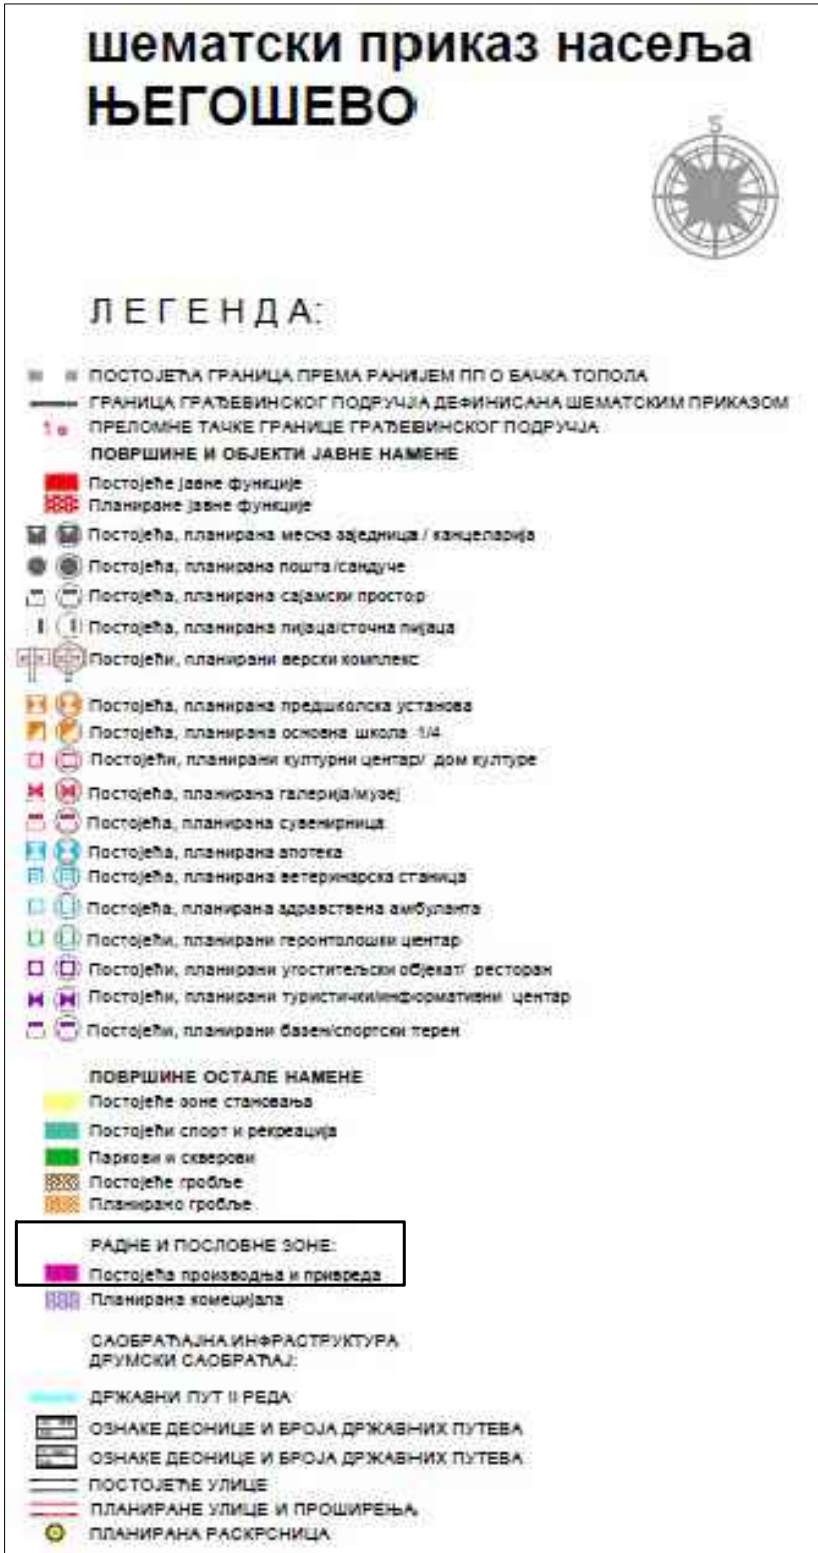 шематски приказ насеља
ЊЕГОШЕВО
S
ЛЕГЕНДА:
ПОСТОЈЕЋА ГРАНИЦА ПРЕМА РАНИЈЕМ ПП О БАЧКА ТОПОЛА
ГРАНИЦА ГРАЂЕВИНСКОГ ПОДРУЧЈА ДЕФИНИСАНА ШЕМАТСКИМ ПРИКАЗОМ
1 ПРЕЛОМНЕ ТАЧКЕ ГРАНИЦЕ ГРАЂЕВИНСКОГ ПОДРУЧЈА
ПОВРШИНЕ И ОБЈЕКТИ ЈАВНЕ НАМЕНЕ
Постојеће јавне функције
Планиране јавне функције
Постојећа, планирана месна заједница / канцеларија
Постојећа, планирана пошта/сандуче
Постојећа, планирана сајамски простор
Постојећа, планирана пијаца/сточна пијаца
Постојећи, планирани верски комплекс
Постојећа, планирана предшколска установа
Постојећа, планирана основна школа 1/4
Постојећи, планирани културни центар/ дом културе
Постојећа, планирана галерија/музеј
Постојећа, планирана сувенирница
Постојећа, планирана апотека
Постојећа, планирана ветеринарска станица
Постојећа, планирана здравствена амбуланта
Постојећи, планирани геронтолошки центар
Постојећи, планирани угоститељски објекат/ ресторан
Постојећи, планирани туристички/информативни центар
Постојећи, планирани базен/спортски терен
ПОВРШИНЕ ОСТАЛЕ НАМЕНЕ
Постојеће зоне становања
Постојећи спорт и рекреација
Паркови и скверови
Постојеће гробље
Планирано гробље
РАДНЕ И ПОСЛОВНЕ ЗОНЕ:
Постојећа производња и привреда
Планирана комецијала
САОБРАЋАЈНА ИНФРАСТРУКТУРА
ДРУМСКИ САОБРАЋАЈ:
ДРЖАВНИ ПУТ II РЕДА
ОЗНАКЕ ДЕОНИЦЕ И БРОЈА ДРЖАВНИХ ПУТЕВА
ОЗНАКЕ ДЕОНИЦЕ И БРОЈА ДРЖАВНИХ ПУТЕВА
ПОСТОЈЕЋЕ УЛИЦЕ
ПЛАНИРАНЕ УЛИЦЕ И ПРОШИРЕЊА
ПЛАНИРАНА РАСКРСНИЦА